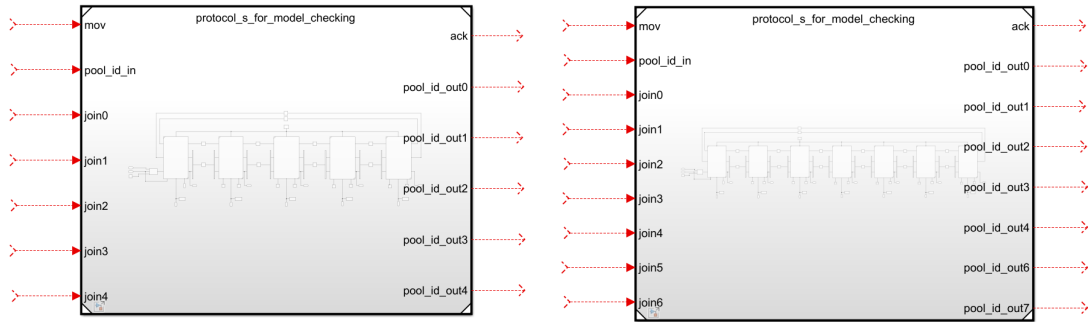 protocol_s_for_model_checking
mov
pool_id_in
join0
join1
join2
join3
join4
ack
pool_id_out0
pool_id_out1
pool_id_out2
pool_id_out3
pool_id_out4
protocol_s_for_model_checking
mov
pool_id_in
join0
join1
join2
join3
join4
join5
join6
ack
pool_id_out0
pool_id_out1
pool_id_out2
pool_id_out3
pool_id_out4
pool_id_out6
pool_id_out7